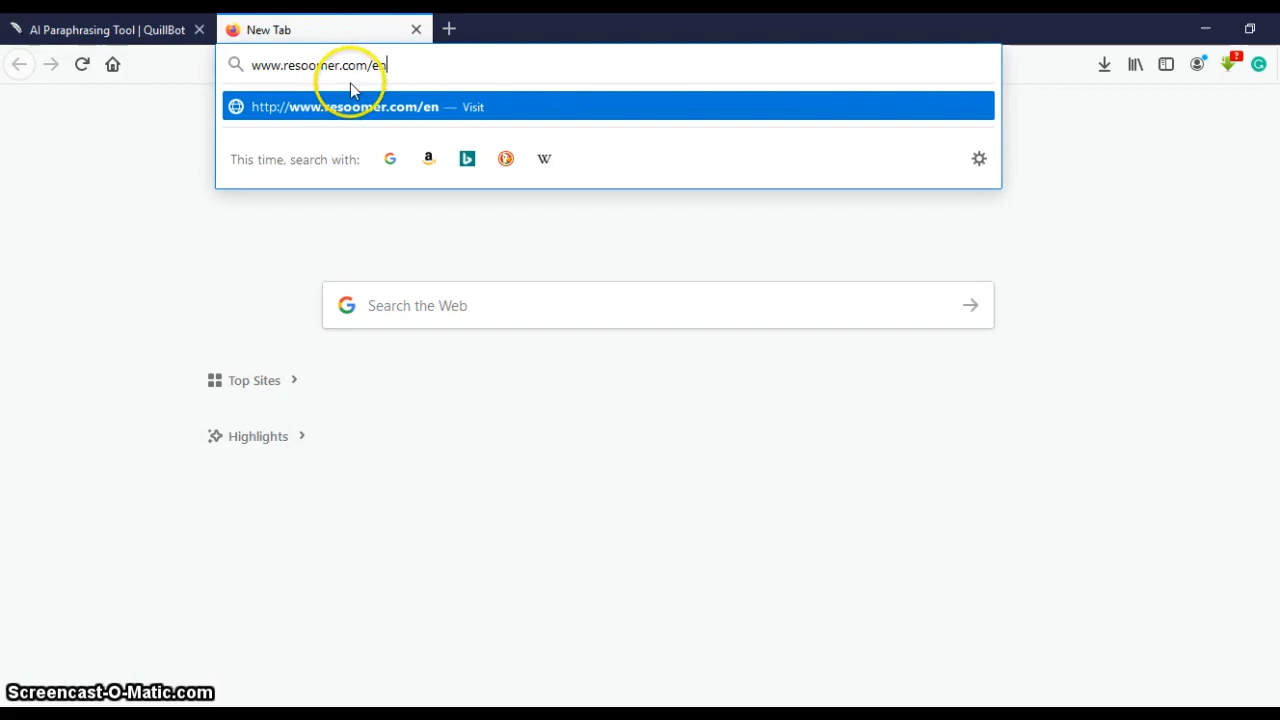 AI Paraphrasing Tool | QuillBot
New Tab
www.resoomer.com/en
http://www.resoomer.com/en — Visit
This time, search with:
Search the Web
Top Sites
Highlights
Screencast-O-Matic.com